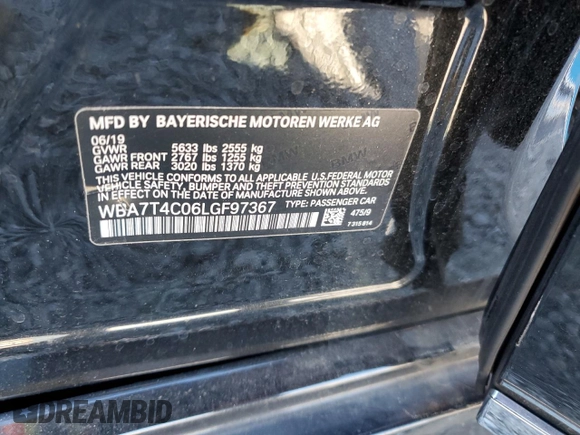 MFD BY BAYERISCHE MOTOREN WERKE AG
06/19
GVWR 5633 lbs 2555 kg
GAWR FRONT 2767 lbs 1255 kg
GAWR REAR 3020 lbs 1370 kg
THIS VEHICLE CONFORMS TO ALL APPLICABLE U.S.FEDERAL MOTOR
VEHICLE SAFETY, BUMPER, AND THEFT PREVENTION STANDARDS
IN EFFECT ON THE DATE OF MANUFACTURE SHOWN ABOVE.
WBA7T4C06LGF97367 TYPE: PASSENGER CAR
475/9
7 315 614
BMW
DREAMBID